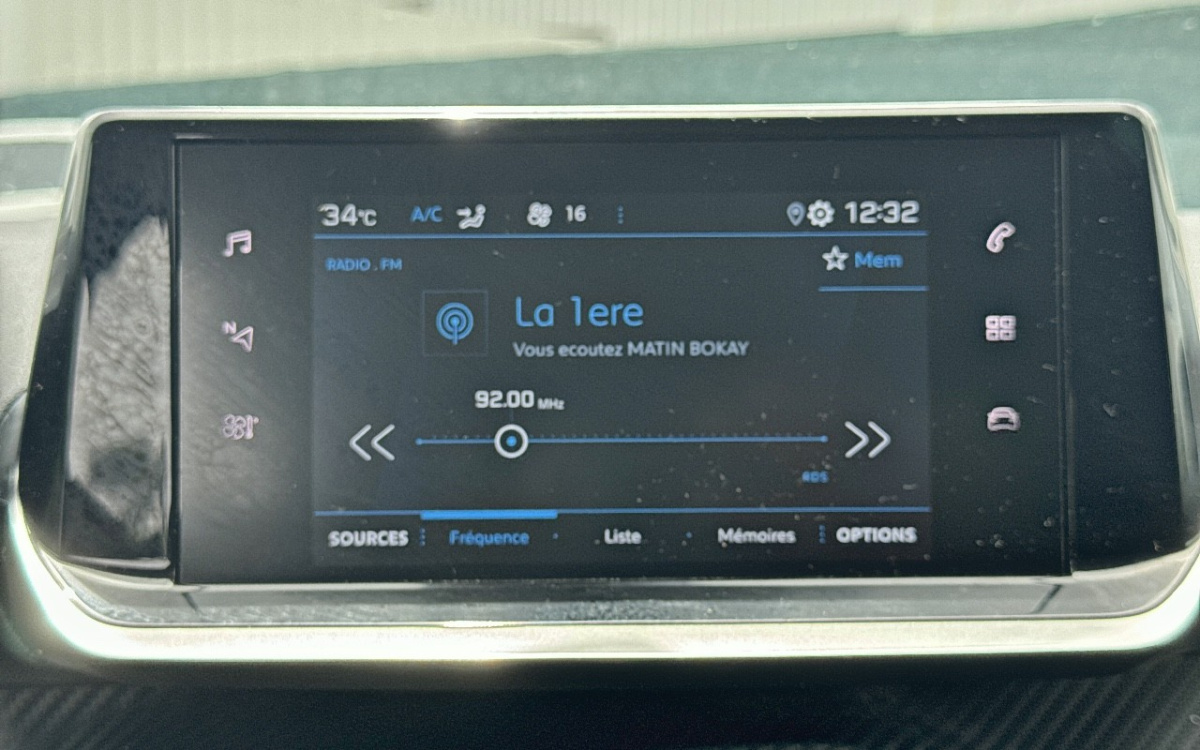 34°C A/C 16 12:32
RADIO . FM Mem
La 1ere
Vous ecoutez MATIN BOKAY
92.00 MHz
RDS
SOURCES Fréquence Liste Mémoires OPTIONS
N